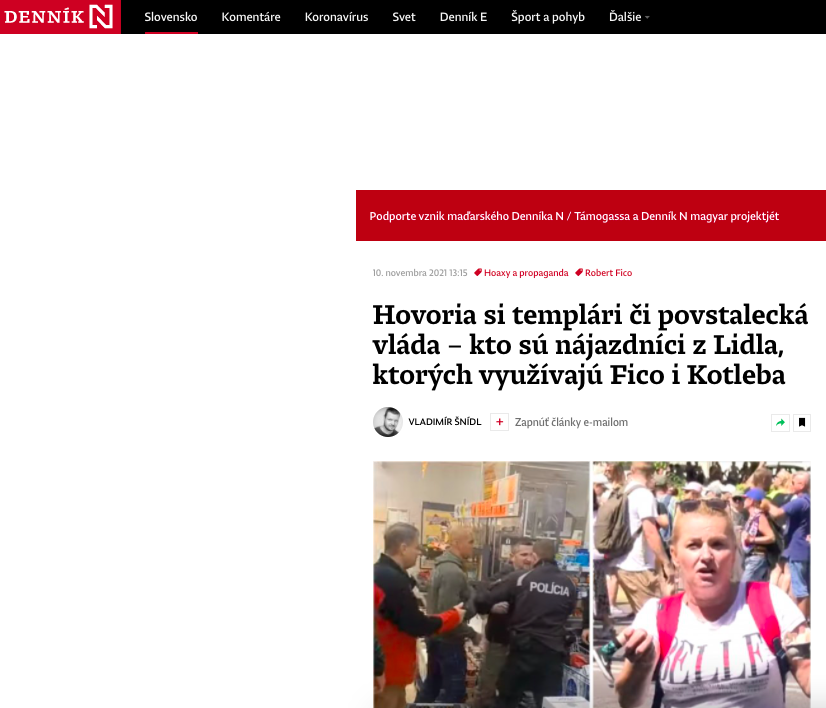 DENNÍK N
Slovensko Komentáre Koronavírus Svet Denník E Šport a pohyb Ďalšie
Podporte vznik maďarského Denníka N / Támogassa a Denník N magyar projektjét
10. novembra 2021 13:15 Hoaxy a propaganda Robert Fico
Hovoria si templári či povstalecká
vláda – kto sú nájazdníci z Lidla,
ktorých využívajú Fico i Kotleba
VLADIMÍR ŠNÍDL + Zapnúť články e-mailom
POLÍCIA
BELLE